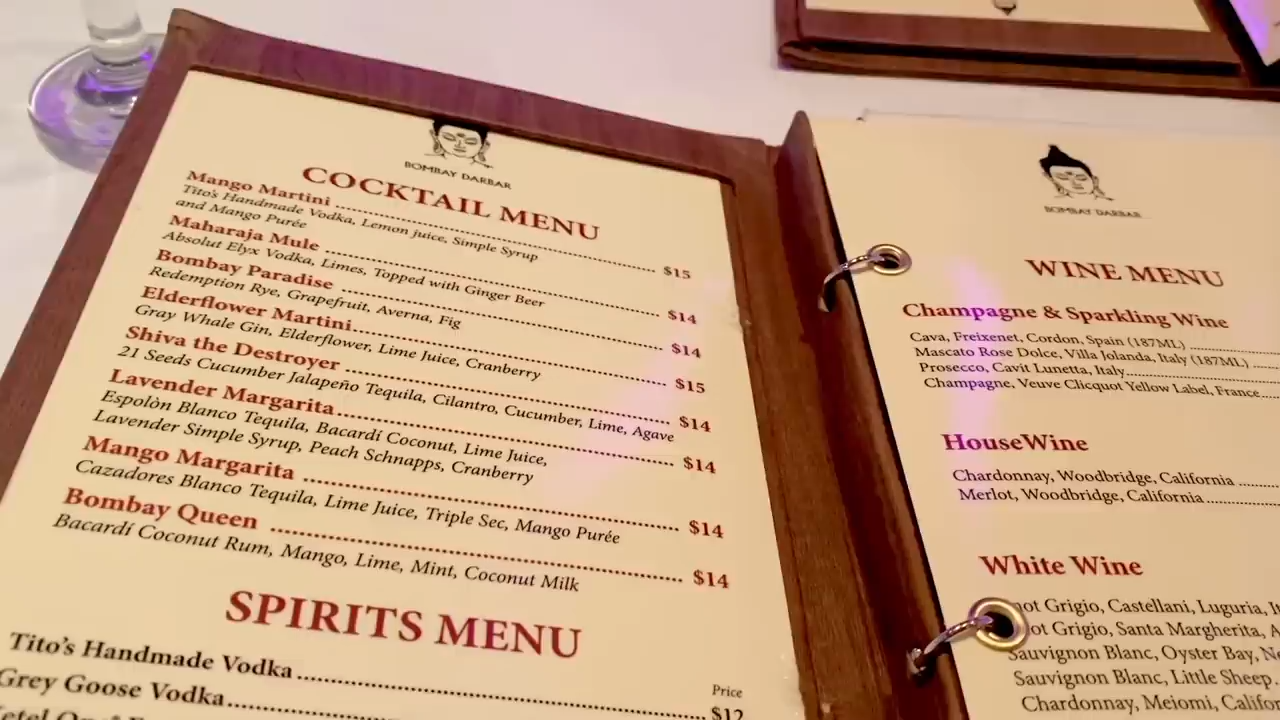 BOMBAY DARBAR
COCKTAIL MENU
Mango Martini ........ $15
Tito's Handmade Vodka, Lemon juice, Simple Syrup
and Mango Purée
Maharaja Mule ........ $14
Absolut Elyx Vodka, Limes, Topped with Ginger Beer
Bombay Paradise ........ $14
Redemption Rye, Grapefruit, Averna, Fig
Elderflower Martini ........ $15
Gray Whale Gin, Elderflower, Lime Juice, Cranberry
Shiva the Destroyer ........ $14
21 Seeds Cucumber Jalapeño Tequila, Cilantro, Cucumber, Lime, Agave
Lavender Margarita ........ $14
Espolòn Blanco Tequila, Bacardí Coconut, Lime Juice,
Lavender Simple Syrup, Peach Schnapps, Cranberry
Mango Margarita ........ $14
Cazadores Blanco Tequila, Lime Juice, Triple Sec, Mango Purée
Bombay Queen ........ $14
Bacardí Coconut Rum, Mango, Lime, Mint, Coconut Milk
SPIRITS MENU
Price
Tito's Handmade Vodka ........ $12
Grey Goose Vodka ........
BOMBAY DARBAR
WINE MENU
Champagne & Sparkling Wine
Cava, Freixenet, Cordon, Spain (187ML) ........
Mascato Rose Dolce, Villa Jolanda, Italy (187ML) ........
Prosecco, Cavit Lunetta, Italy ........
Champagne, Veuve Clicquot Yellow Label, France ........
HouseWine
Chardonnay, Woodbridge, California ........
Merlot, Woodbridge, California ........
White Wine
Grigio, Castellani, Luguria,
Grigio, Santa Margherita,
Sauvignon Blanc, Oyster Bay,
Sauvignon Blanc, Little Sheep
Chardonnay, Meiomi,